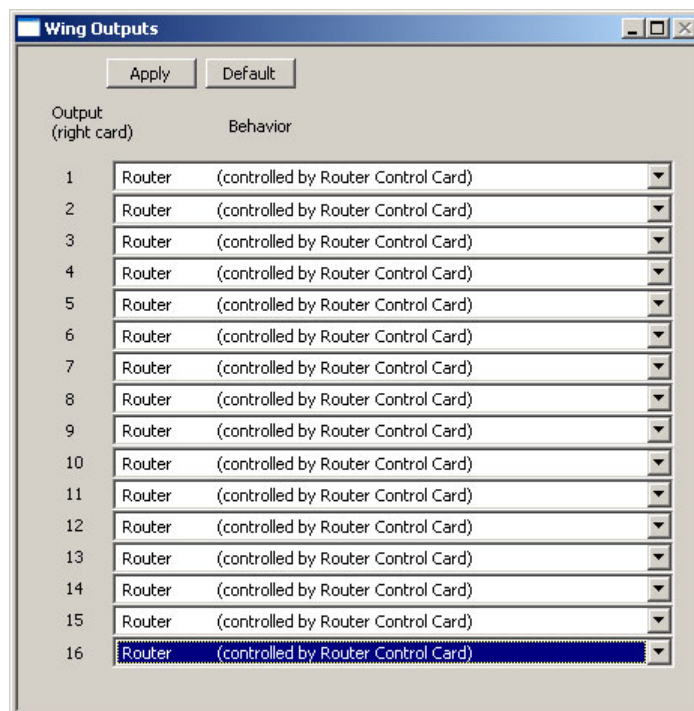 Wing Outputs
Apply Default
Output
(right card) Behavior
1 Router (controlled by Router Control Card)
2 Router (controlled by Router Control Card)
3 Router (controlled by Router Control Card)
4 Router (controlled by Router Control Card)
5 Router (controlled by Router Control Card)
6 Router (controlled by Router Control Card)
7 Router (controlled by Router Control Card)
8 Router (controlled by Router Control Card)
9 Router (controlled by Router Control Card)
10 Router (controlled by Router Control Card)
11 Router (controlled by Router Control Card)
12 Router (controlled by Router Control Card)
13 Router (controlled by Router Control Card)
14 Router (controlled by Router Control Card)
15 Router (controlled by Router Control Card)
16 Router (controlled by Router Control Card)